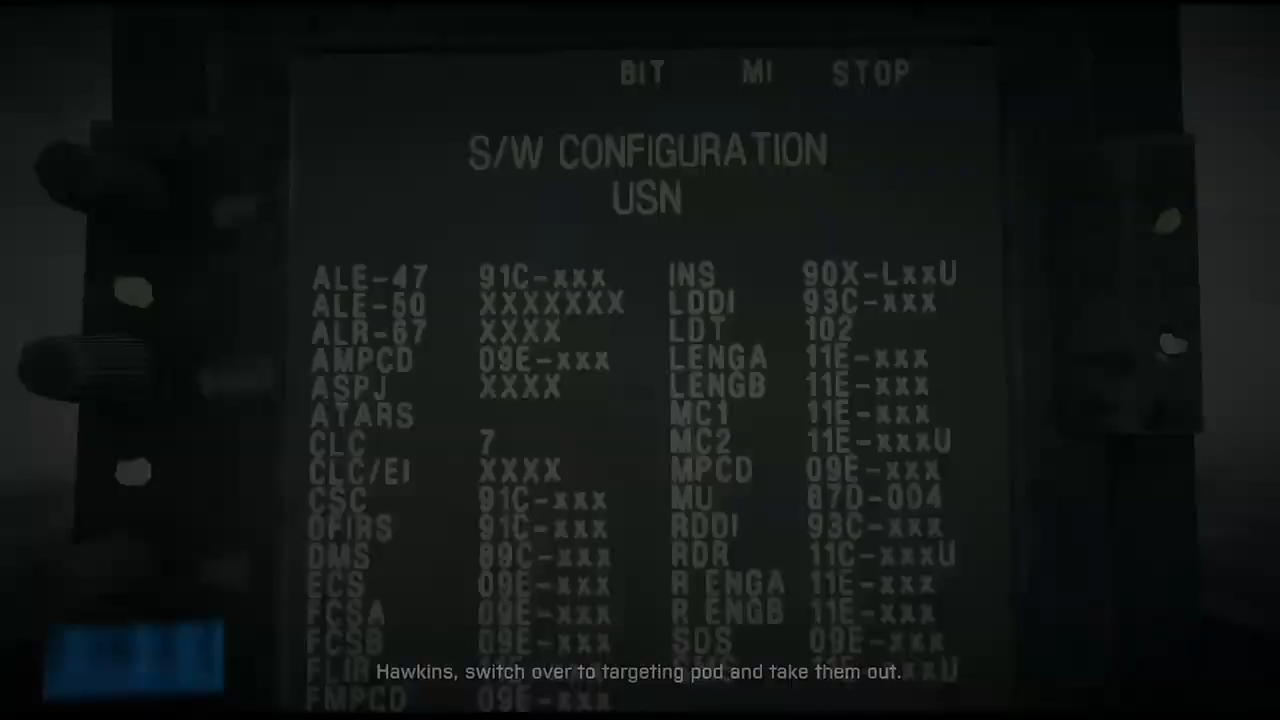 BIT MI STOP
S/W CONFIGURATION
USN
ALE-47 91C-xxx INS 90X-LxxU
ALE-50 XXXXXXX LDDI 93C-xxx
ALR-67 XXXX LDT 102
AMPCD 09E-xxx LENGA 11E-xxx
ASPJ XXXX LENGB 11E-xxx
ATARS MC1 11E-xxx
CLC 7 MC2 11E-xxxU
CLC/EI XXXX MPCD 09E-xxx
CSC 91C-xxx MU 87D-004
DFIRS 91C-xxx RDDI 93C-xxx
DMS 89C-xxx RDR 11C-xxxU
ECS 09E-xxx R ENGA 11E-xxx
FCSA 09E-xxx R ENGB 11E-xxx
FCSB 09E-xxx SDS 09E-xxx
FLIR
Hawkins, switch over to targeting pod and take them out.
FMPCD 09E-xxx